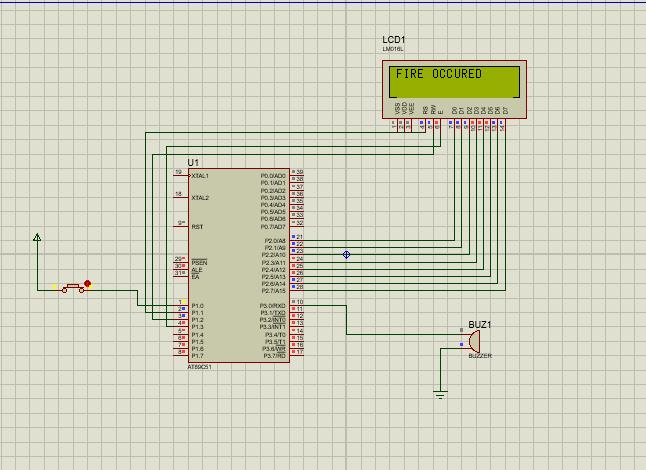 LCD1
LM016L
FIRE OCCURED
VSS
VDD
VEE
RS
RW
E
D0
D1
D2
D3
D4
D5
D6
D7
1
2
3
4
5
6
7
8
9
10
11
12
13
14
U1
19
XTAL1
18
XTAL2
9
RST
29
PSEN
30
ALE
31
EA
1
P1.0
2
P1.1
3
P1.2
4
P1.3
5
P1.4
6
P1.5
7
P1.6
8
P1.7
P0.0/AD0
39
P0.1/AD1
38
P0.2/AD2
37
P0.3/AD3
36
P0.4/AD4
35
P0.5/AD5
34
P0.6/AD6
33
P0.7/AD7
32
P2.0/A8
21
P2.1/A9
22
P2.2/A10
23
P2.3/A11
24
P2.4/A12
25
P2.5/A13
26
P2.6/A14
27
P2.7/A15
28
P3.0/RXD
10
P3.1/TXD
11
P3.2/INT0
12
P3.3/INT1
13
P3.4/T0
14
P3.5/T1
15
P3.6/WR
16
P3.7/RD
17
AT89C51
BUZ1
BUZZER